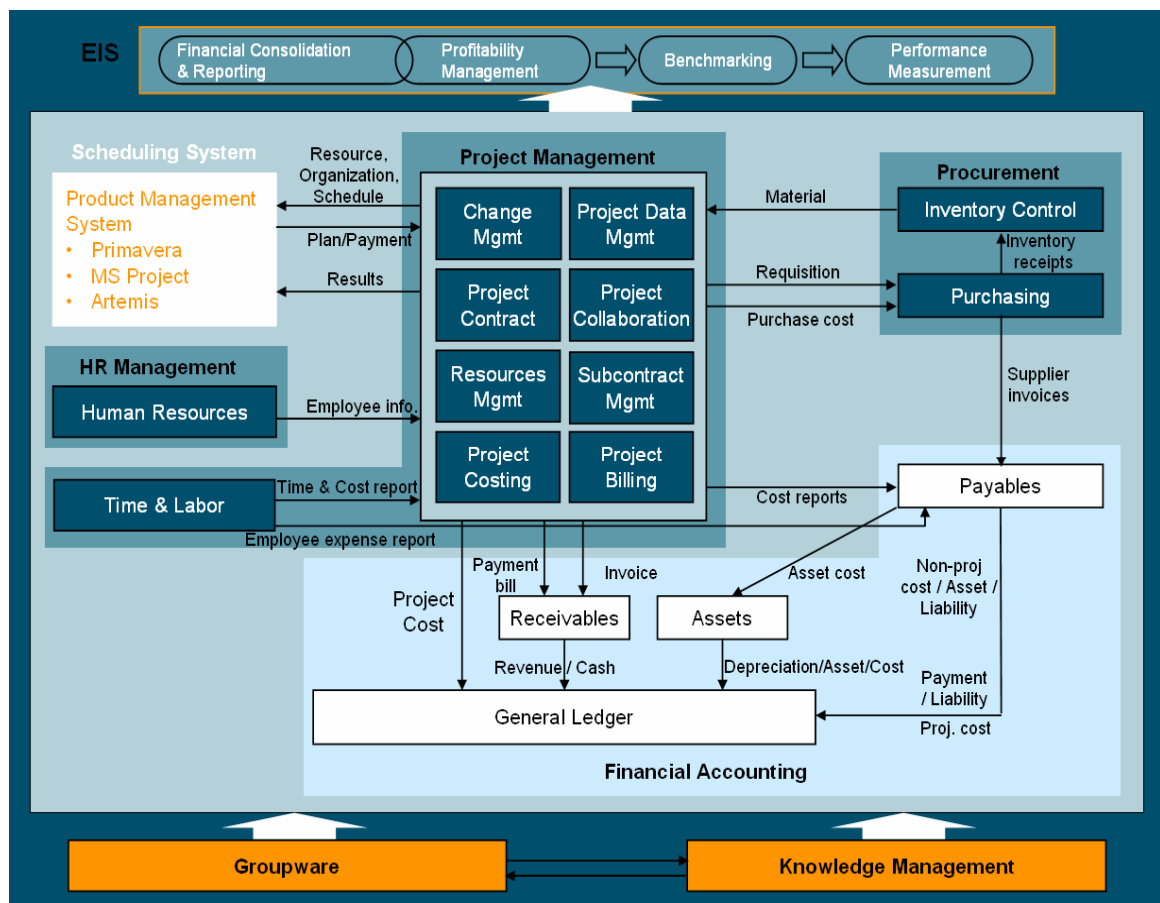 EIS
Financial Consolidation
& Reporting
Profitability
Management
Benchmarking
Performance
Measurement
Scheduling System
Product Management
System
• Primavera
• MS Project
• Artemis
Resource,
Organization,
Schedule
Plan/Payment
Results
Project Management
Change
Mgmt
Project Data
Mgmt
Project
Contract
Project
Collaboration
Resources
Mgmt
Subcontract
Mgmt
Project
Costing
Project
Billing
Material
Requisition
Purchase cost
Procurement
Inventory Control
Inventory
receipts
Purchasing
Supplier
invoices
HR Management
Human Resources
Employee info.
Time & Labor
Time & Cost report
Employee expense report
Cost reports
Payables
Project
Cost
Payment
bill
Invoice
Asset cost
Non-proj
cost / Asset /
Liability
Receivables
Assets
Revenue / Cash
Depreciation/Asset/Cost
Payment
/ Liability
General Ledger
Proj. cost
Financial Accounting
Groupware
Knowledge Management